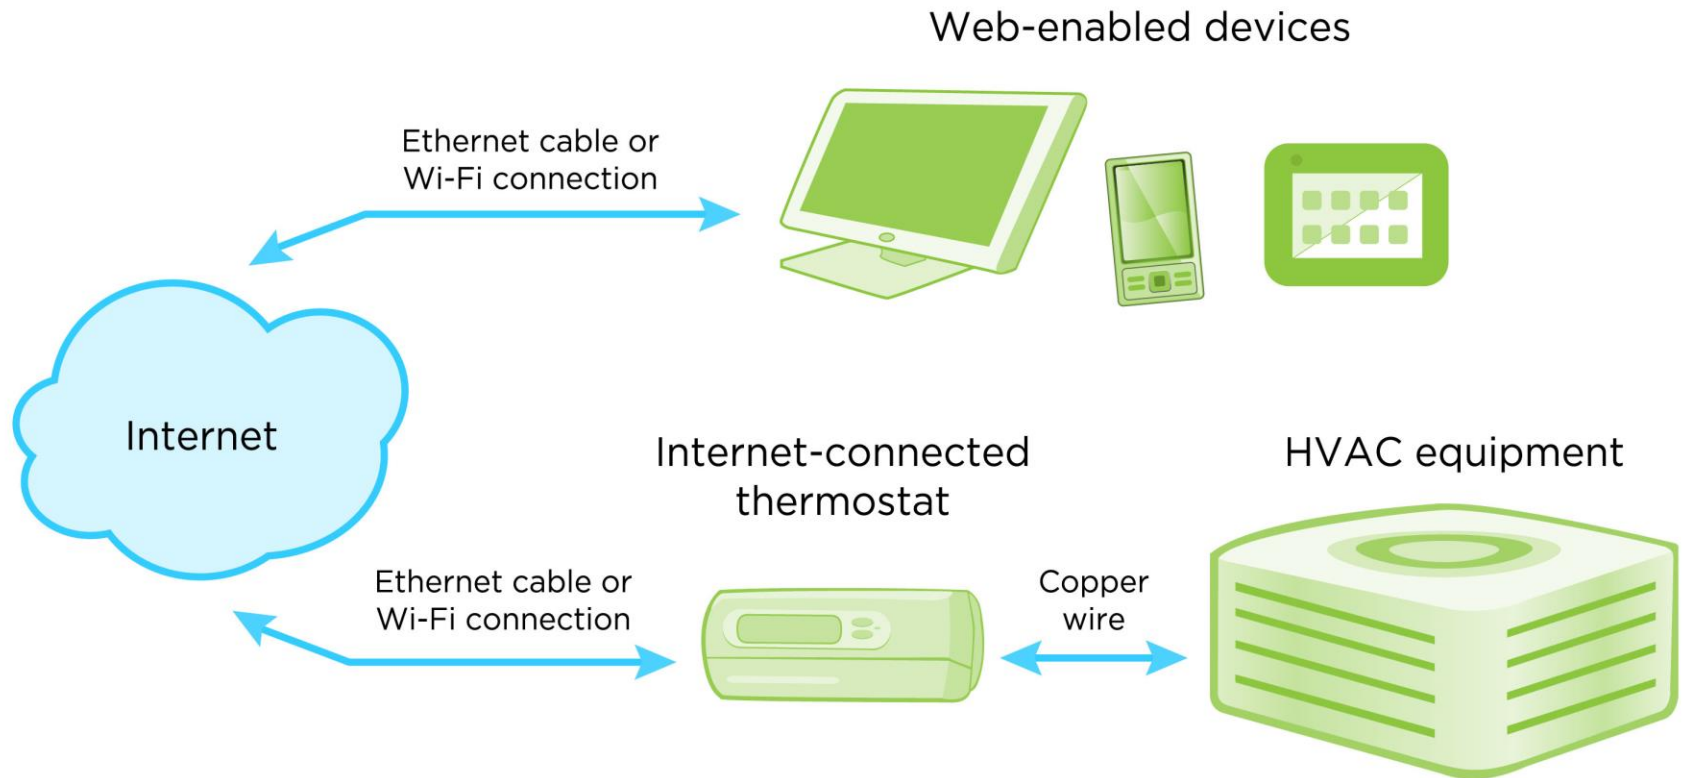 Web-enabled devices
Ethernet cable or
Wi-Fi connection
Internet
Internet-connected
thermostat
HVAC equipment
Ethernet cable or
Wi-Fi connection
Copper
wire